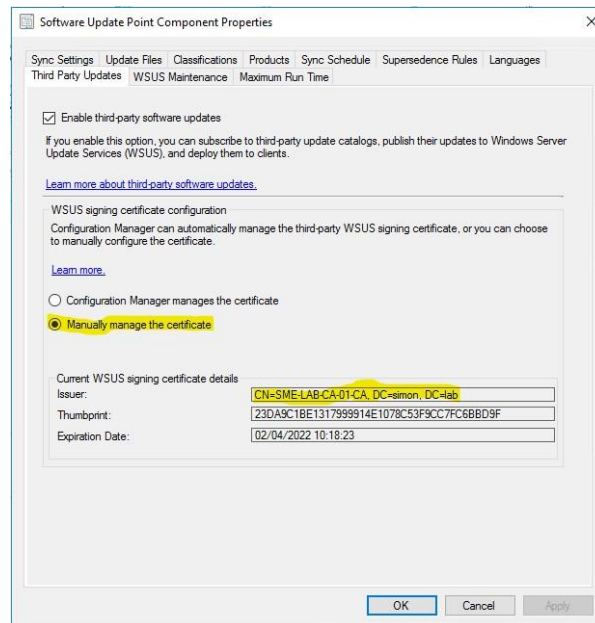 Software Update Point Component Properties
Sync Settings Update Files Classifications Products Sync Schedule Supersedence Rules Languages
Third Party Updates WSUS Maintenance Maximum Run Time
Enable third-party software updates
If you enable this option, you can subscribe to third-party update catalogs, publish their updates to Windows Server
Update Services (WSUS), and deploy them to clients.
Learn more about third-party software updates.
WSUS signing certificate configuration
Configuration Manager can automatically manage the third-party WSUS signing certificate, or you can choose
to manually configure the certificate.
Learn more.
Configuration Manager manages the certificate
Manually manage the certificate
Current WSUS signing certificate details
Issuer: CN=SME-LAB-CA-01-CA, DC=simon, DC=lab
Thumbprint: 23DA9C1BE1317999914E1078C53F9CC7FC6BBD9F
Expiration Date: 02/04/2022 10:18:23
OK Cancel Apply